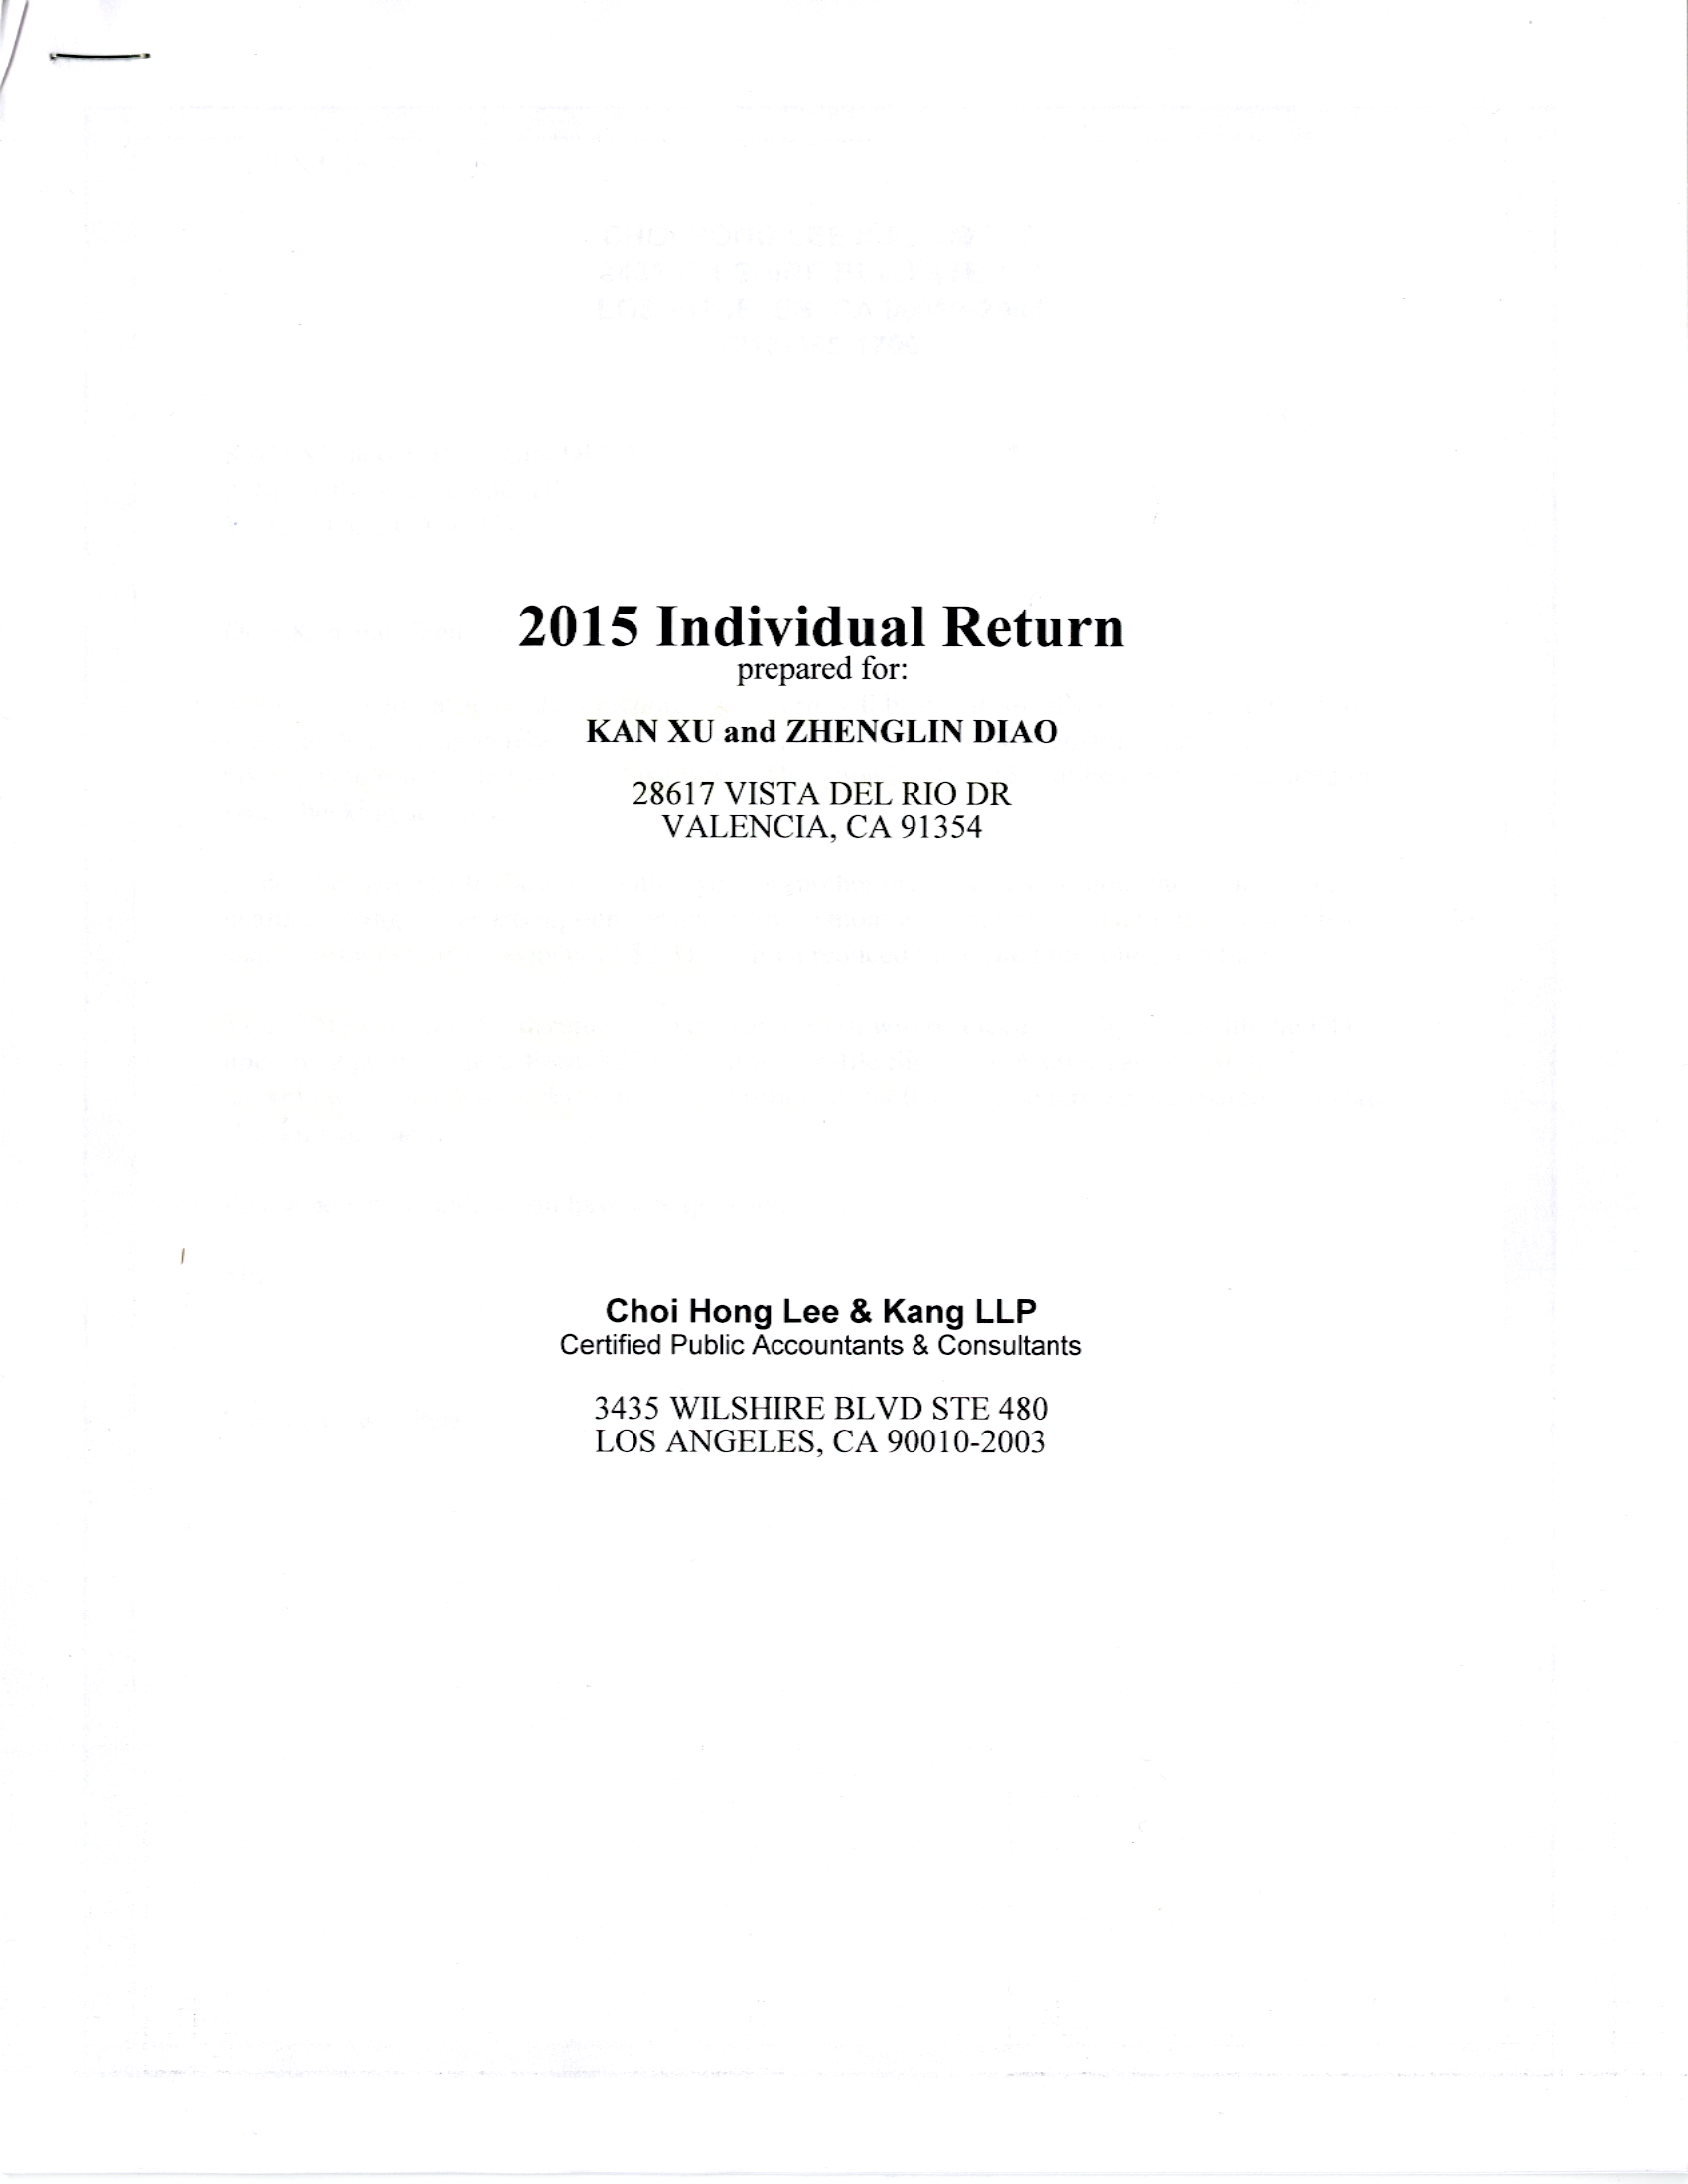 2015 Individual Return
prepared for:
KAN XU and ZHENGLIN DIAO
28617 VISTA DEL RIO DR
VALENCIA, CA 91354
Choi Hong Lee & Kang LLP
Certified Public Accountants & Consultants
3435 WILSHIRE BLVD STE 480
LOS ANGELES, CA 90010-2003